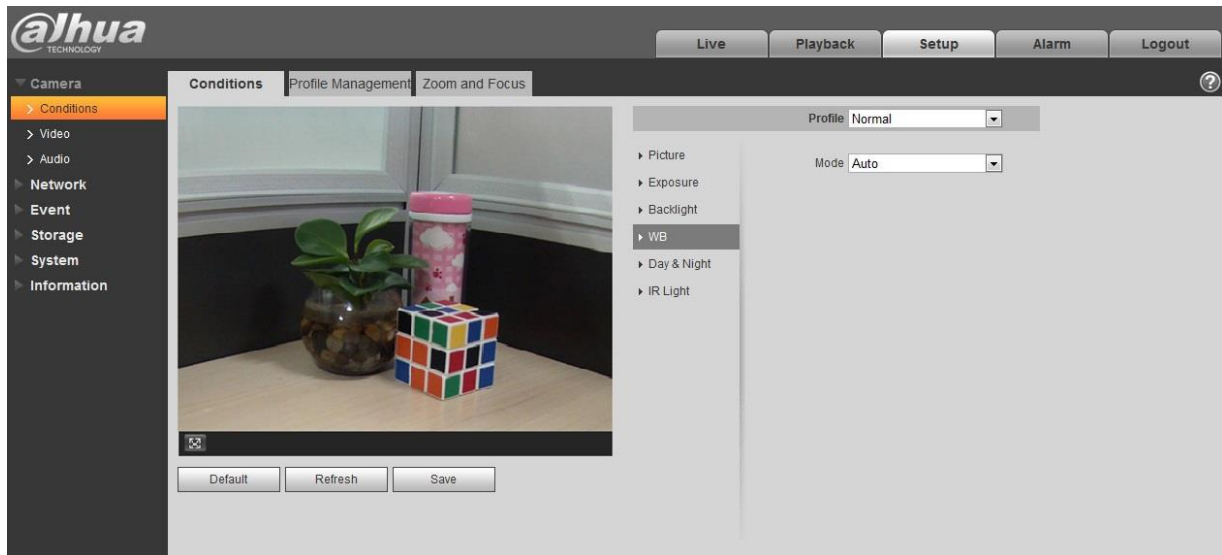 alhua
TECHNOLOGY
Live
Playback
Setup
Alarm
Logout
Camera
Conditions
Video
Audio
Network
Event
Storage
System
Information
Conditions
Profile Management
Zoom and Focus
?
Profile Normal
Picture
Exposure
Backlight
WB
Day & Night
IR Light
Mode Auto
Default
Refresh
Save